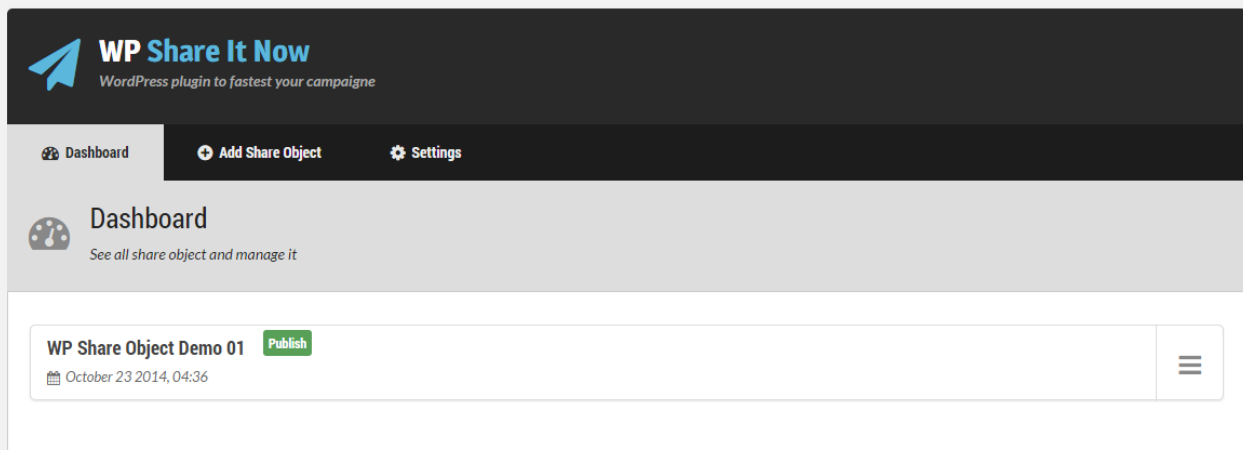 WP Share It Now
WordPress plugin to fastest your campaigne
Dashboard
Add Share Object
Settings
Dashboard
See all share object and manage it
WP Share Object Demo 01
Publish
October 23 2014, 04:36